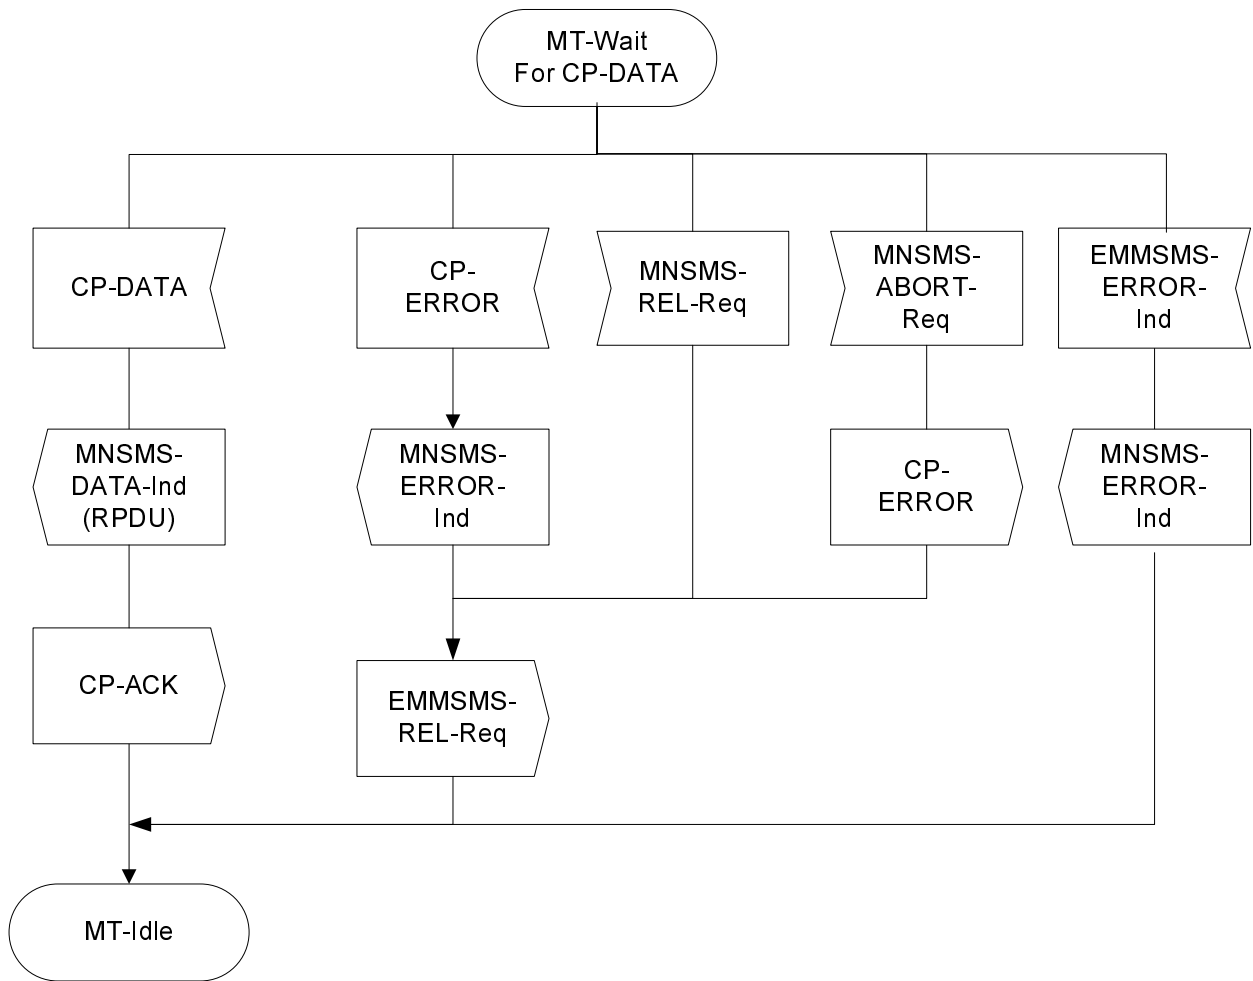 MT-Wait
For CP-DATA
CP-DATA
CP-
ERROR
MNSMS-
REL-Req
MNSMS-
ABORT-
Req
EMMSMS-
ERROR-
Ind
MNSMS-
DATA-Ind
(RPDU)
MNSMS-
ERROR-
Ind
CP-
ERROR
MNSMS-
ERROR-
Ind
CP-ACK
EMMSMS-
REL-Req
MT-Idle